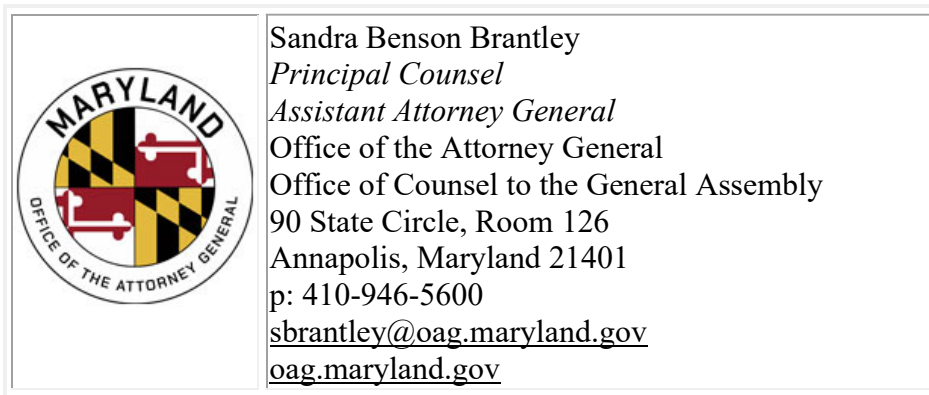 MARYLAND
OFFICE OF THE ATTORNEY GENERAL
Sandra Benson Brantley
Principal Counsel
Assistant Attorney General
Office of the Attorney General
Office of Counsel to the General Assembly
90 State Circle, Room 126
Annapolis, Maryland 21401
p: 410-946-5600
sbrantley@oag.maryland.gov
oag.maryland.gov